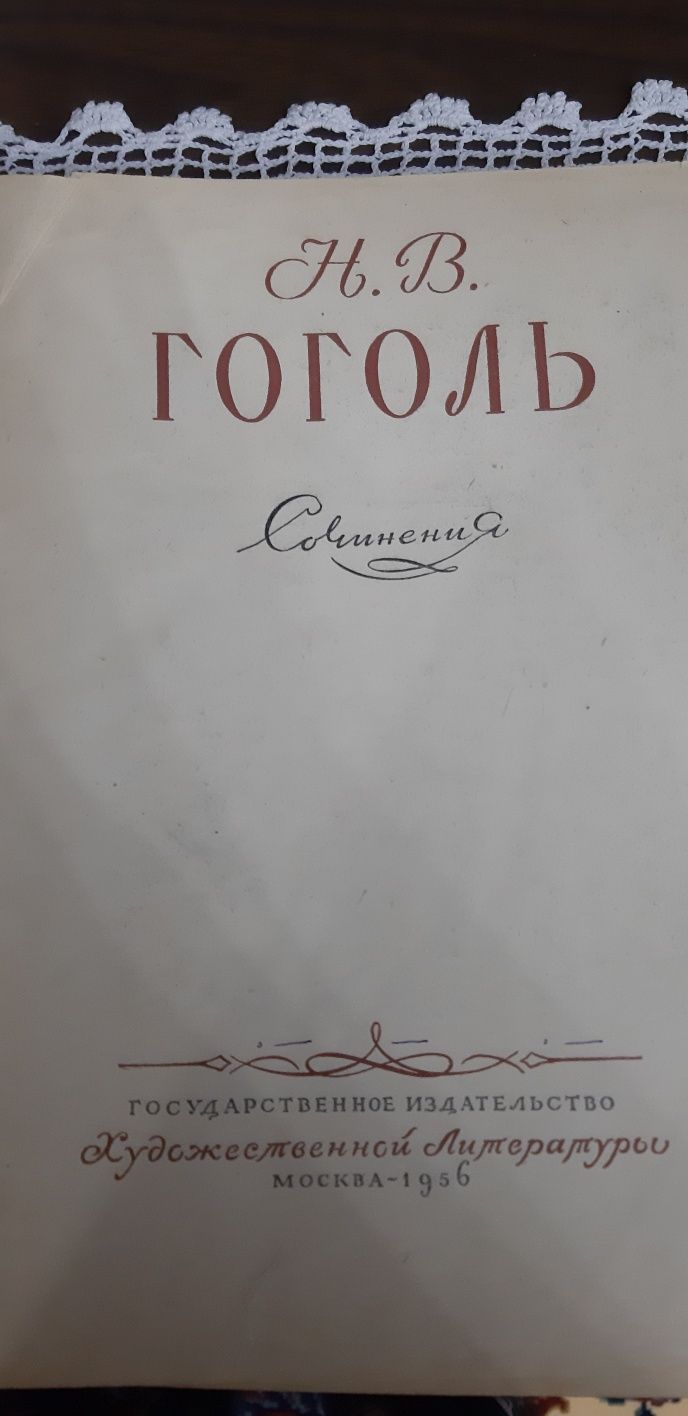 Н. В.
ГОГОЛЬ
Сочинения
ГОСУДАРСТВЕННОЕ ИЗДАТЕЛЬСТВО
Художественной Литературы
МОСКВА-1956